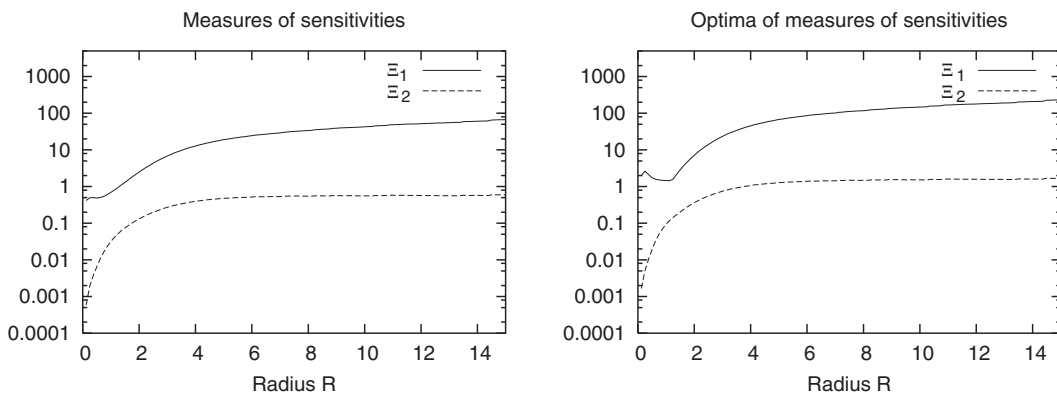 Measures of sensitivities
1000
100
10
1
0.1
0.01
0.001
0.0001
Ξ1
Ξ2
0 2 4 6 8 10 12 14
Radius R
Optima of measures of sensitivities
1000
100
10
1
0.1
0.01
0.001
0.0001
Ξ1
Ξ2
0 2 4 6 8 10 12 14
Radius R